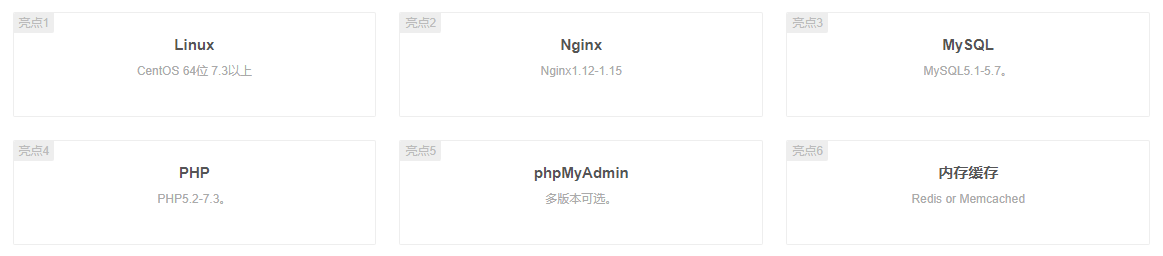 亮点1
Linux
CentOS 64位 7.3以上
亮点2
Nginx
Nginx1.12-1.15
亮点3
MySQL
MySQL5.1-5.7。
亮点4
PHP
PHP5.2-7.3。
亮点5
phpMyAdmin
多版本可选。
亮点6
内存缓存
Redis or Memcached